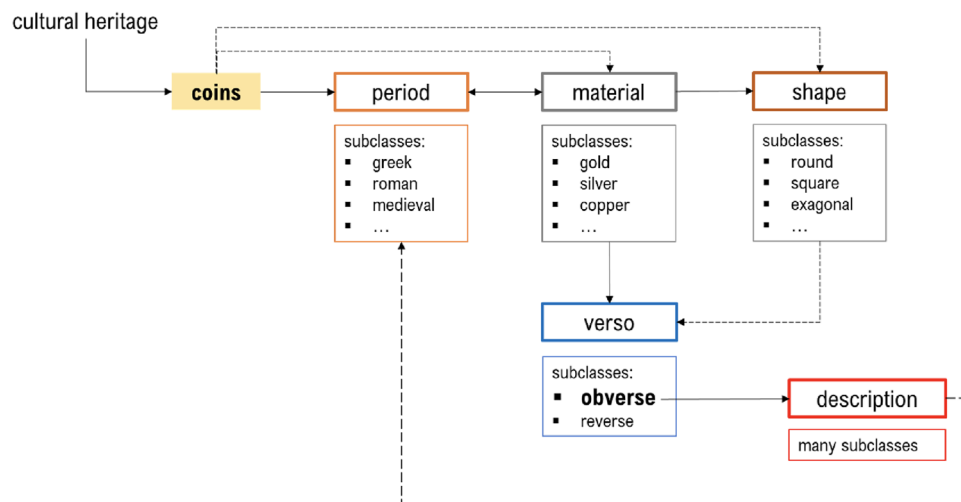 cultural heritage
coins
period
material
shape
subclasses:
▪ greek
▪ roman
▪ medieval
▪ ...
subclasses:
▪ gold
▪ silver
▪ copper
▪ ...
subclasses:
▪ round
▪ square
▪ exagonal
▪ ...
verso
subclasses:
▪ obverse
▪ reverse
description
many subclasses